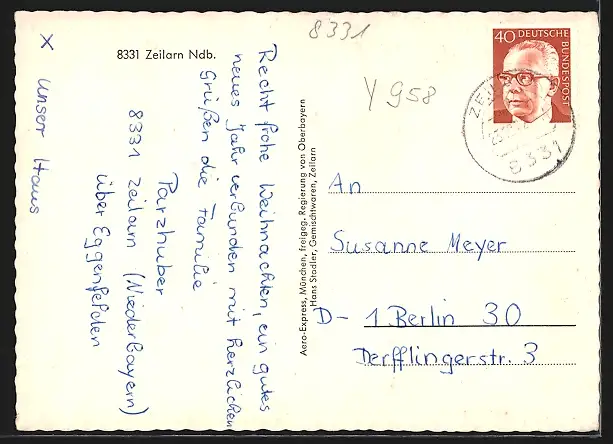 8331
8331 Zeilarn Ndb.
x unser Haus
Recht frohe Weihnachten, ein gutes
neues Jahr verbunden mit herzlichen
Grüßen die Familie
Parzhuber
8331 Zeilarn (Niederbayern)
über Eggenfelden
Aero-Express, München, freigeg. Regierung von Oberbayern
Hans Stadler, Gemischtwaren, Zeilarn
Y 958
40 DEUTSCHE
BUNDESPOST
8331
An
Susanne Meyer
D- 1 Berlin 30
Derfflingerstr. 3